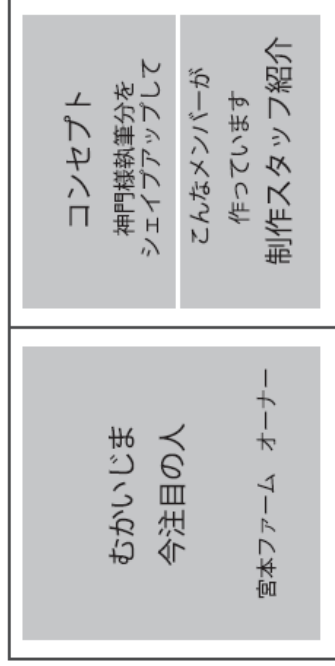 むかいじま
今注目の人
宮本ファーム オーナー
コンセプト
神門様執筆分を
シェイプアップして
こんなメンバーが
作っています
制作スタッフ紹介